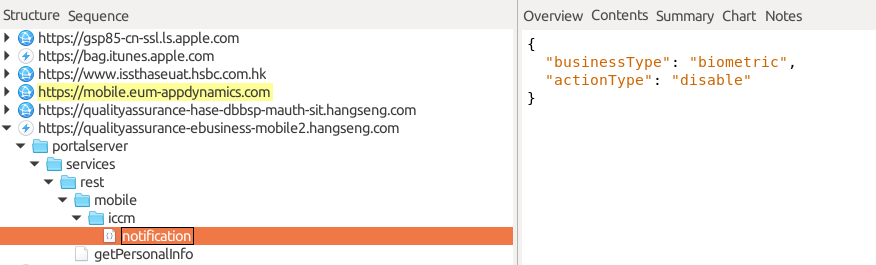 Structure Sequence
Overview Contents Summary Chart Notes
https://gsp85-cn-ssl.ls.apple.com
https://bag.itunes.apple.com
https://www.issthaseuat.hsbc.com.hk
https://mobile.eum-appdynamics.com
https://qualityassurance-hase-dbbsp-mauth-sit.hangseng.com
https://qualityassurance-ebusiness-mobile2.hangseng.com
portalserver
services
rest
mobile
iccm
notification
getPersonalInfo
{
"businessType": "biometric",
"actionType": "disable"
}